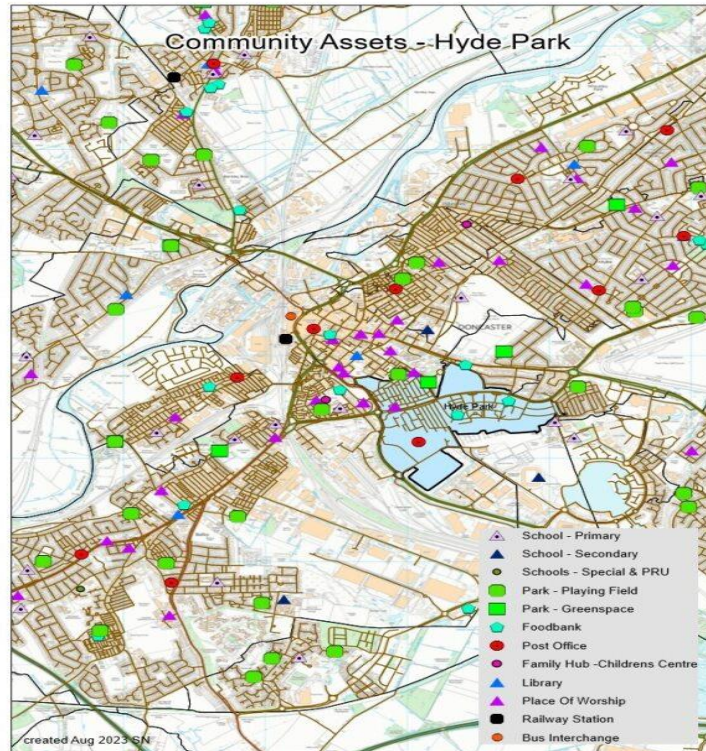 Community Assets - Hyde Park
DONCASTER
Hyde Park
School - Primary
School - Secondary
Schools - Special & PRU
Park - Playing Field
Park - Greenspace
Foodbank
Post Office
Family Hub -Childrens Centre
Library
Place Of Worship
Railway Station
Bus Interchange
created Aug 2023 SN